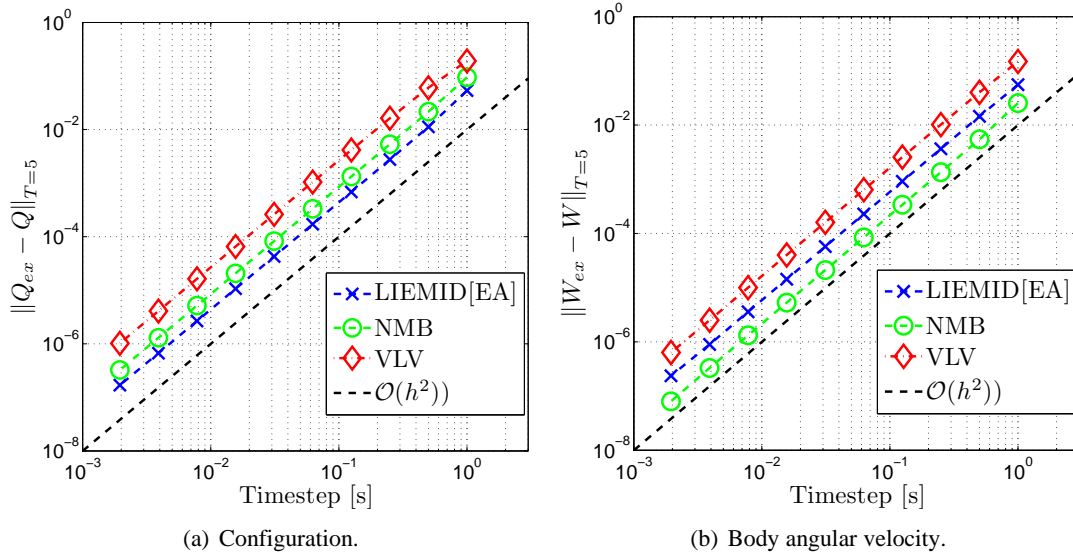 10^0
10^−2
10^−4
10^−6
10^−8
10^−3
10^−2
10^−1
10^0
||Q_ex − Q||_T=5
Timestep [s]
LIEMID[EA]
NMB
VLV
O(h^2))
(a) Configuration.
10^0
10^−2
10^−4
10^−6
10^−8
10^−3
10^−2
10^−1
10^0
||W_ex − W||_T=5
Timestep [s]
LIEMID[EA]
NMB
VLV
O(h^2))
(b) Body angular velocity.